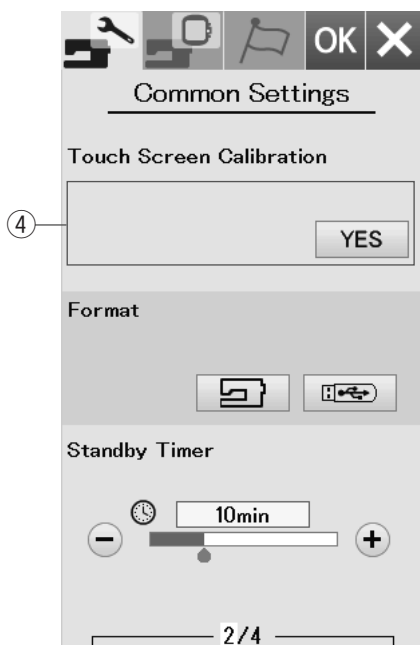 OK
Common Settings
Touch Screen Calibration
④
YES
Format
Standby Timer
10min
2/4